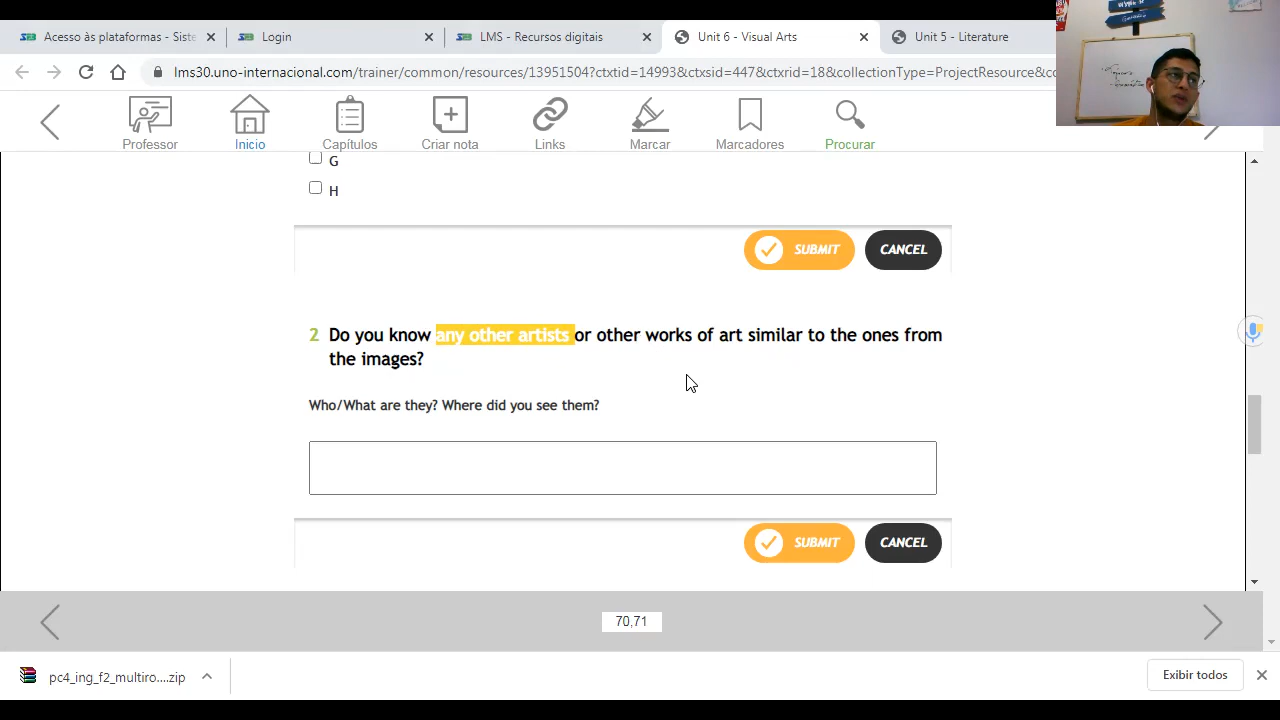 Acesso às plataformas - Siste
Login
LMS - Recursos digitais
Unit 6 - Visual Arts
Unit 5 - Literature
lms30.uno-internacional.com/trainer/commonresources/13951504?ctxtid=14993&ctxsid=447&ctxrid=18&collectionType=ProjectResource&cc
Professor
Inicio
Capítulos
Criar nota
Links
Marcar
Marcadores
Procurar
G
H
SUBMIT
CANCEL
2 Do you know any other artists or other works of art similar to the ones from
the images?
Who/What are they? Where did you see them?
SUBMIT
CANCEL
70,71
pc4_ing_f2_multiro....zip
Exibir todos